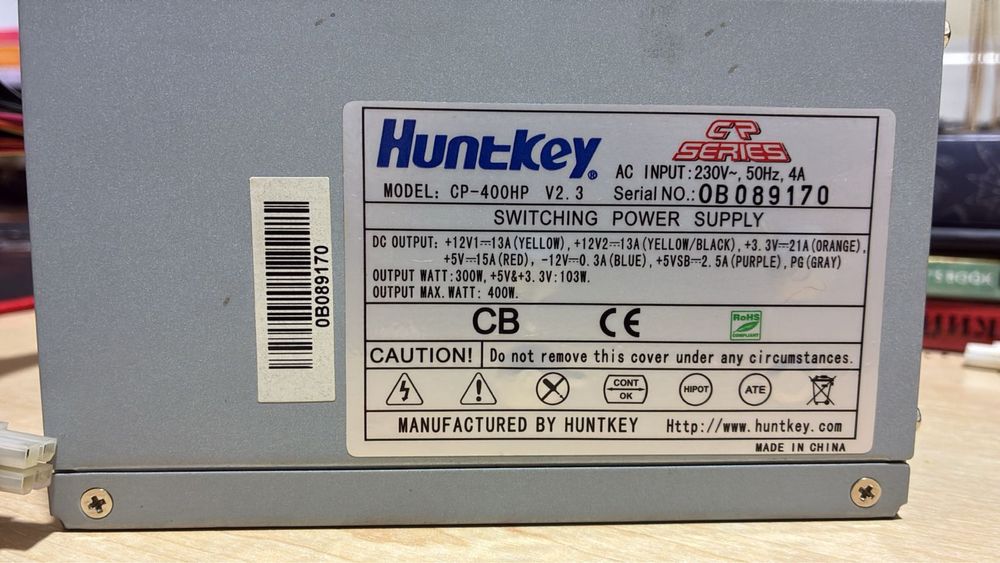 HuntKey®
CP
SERIES
AC INPUT:230V~, 50Hz, 4A
MODEL: CP-400HP V2.3
Serial NO.: 0B089170
SWITCHING POWER SUPPLY
DC OUTPUT: +12V1⎓13A(YELLOW), +12V2⎓13A(YELLOW/BLACK), +3.3V⎓21A(ORANGE),
+5V⎓15A(RED), -12V⎓0.3A(BLUE), +5VSB⎓2.5A(PURPLE), PG(GRAY)
OUTPUT WATT:300W, +5V&+3.3V:103W.
OUTPUT MAX.WATT: 400W.
CB CE RoHS
COMPLIANT
CAUTION! Do not remove this cover under any circumstances.
CONT
OK
HIPOT
ATE
MANUFACTURED BY HUNTKEY Http://www.huntkey.com
MADE IN CHINA
0B089170